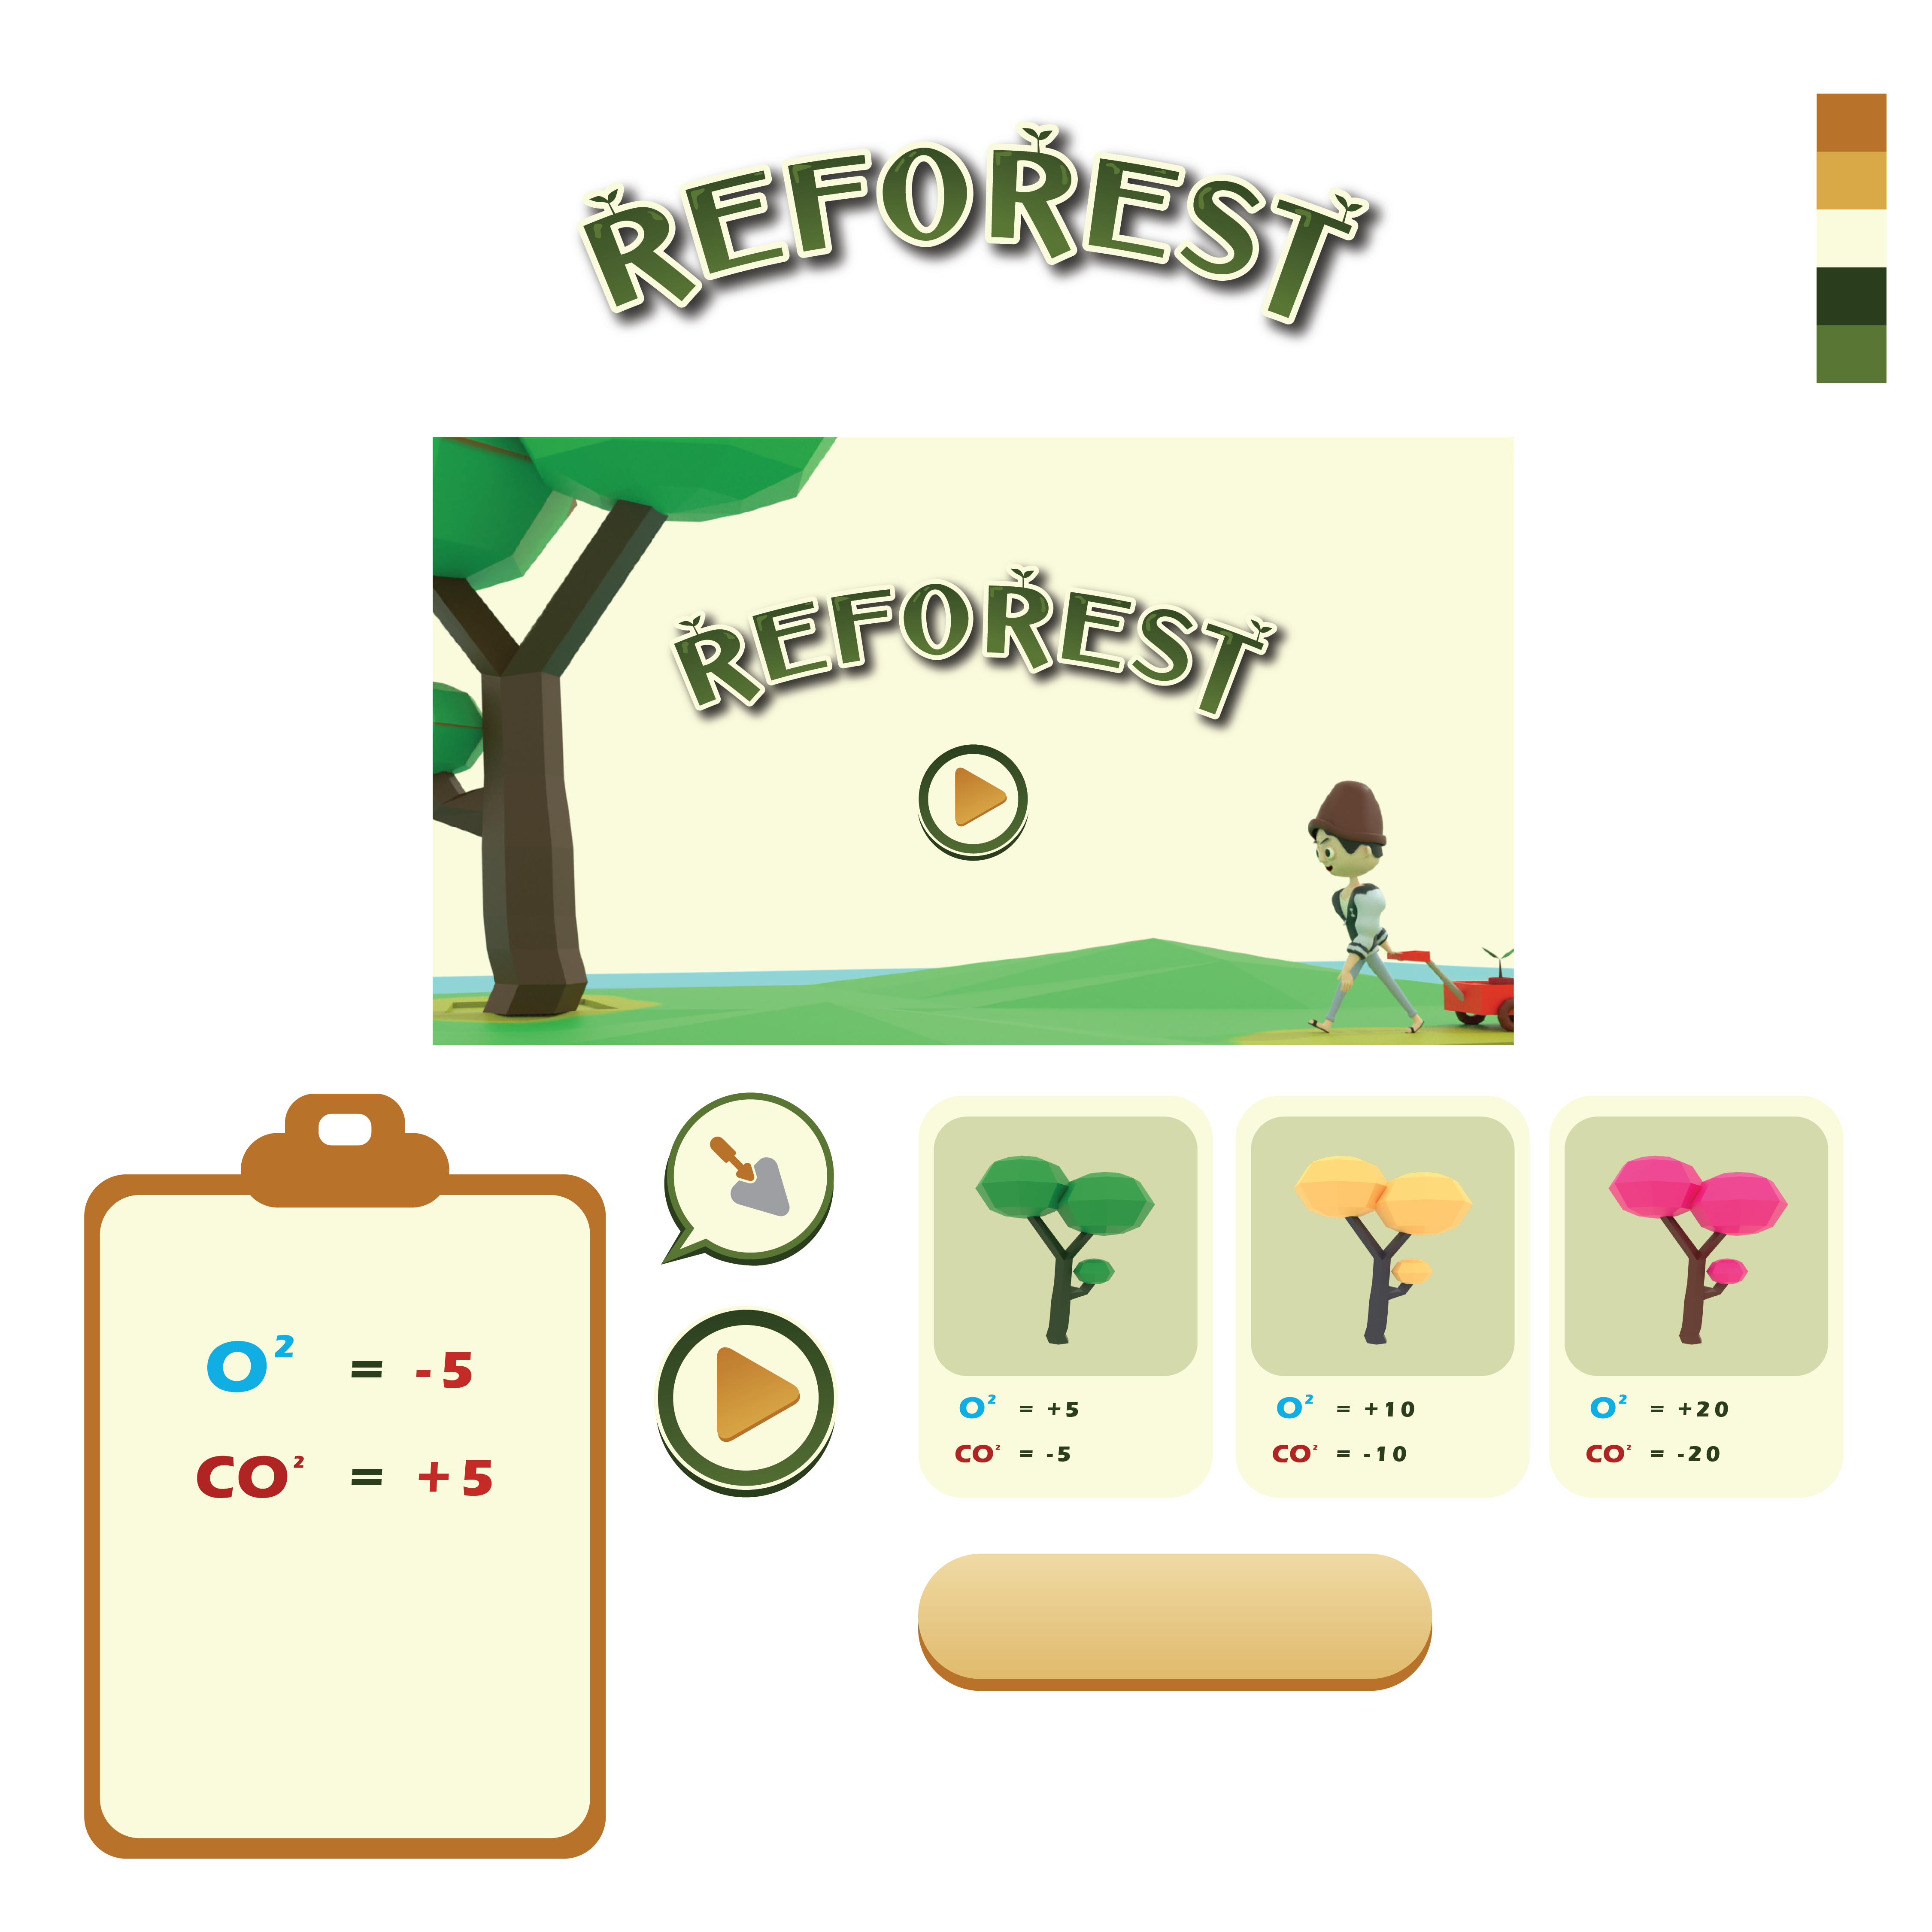 REFOREST
REFOREST
O² = -5
CO² = +5
O² = +5
CO² = -5
O² = +10
CO² = -10
O² = +20
CO² = -20